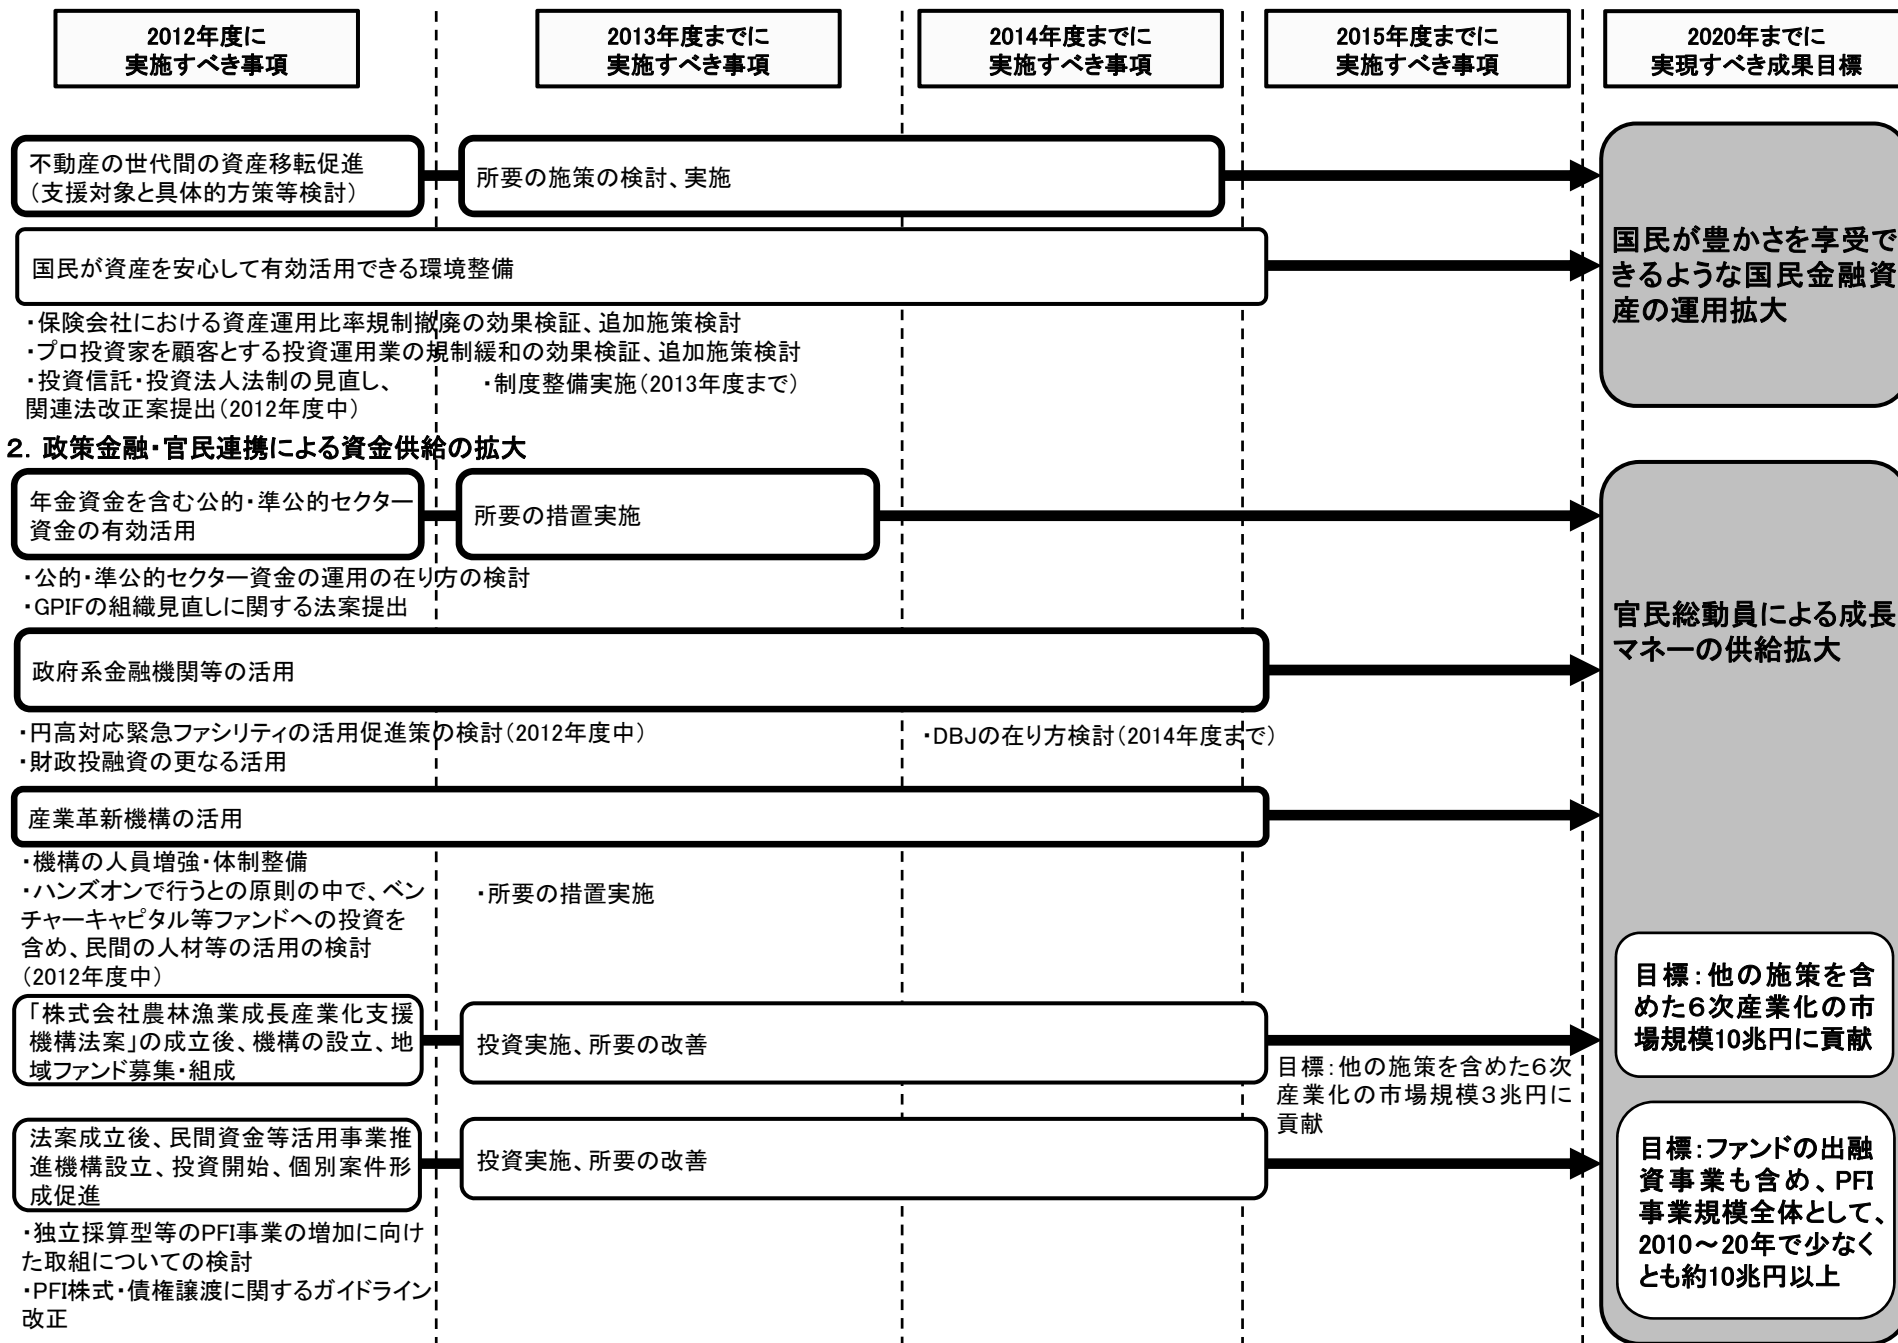 2012年度に
実施すべき事項
2013年度までに
実施すべき事項
2014年度までに
実施すべき事項
2015年度までに
実施すべき事項
2020年までに
実現すべき成果目標
不動産の世代間の資産移転促進
（支援対象と具体的方策等検討）
所要の施策の検討、実施
国民が資産を安心して有効活用できる環境整備
・保険会社における資産運用比率規制撤廃の効果検証、追加施策検討
・プロ投資家を顧客とする投資運用業の規制緩和の効果検証、追加施策検討
・投資信託・投資法人法制の見直し、
関連法改正案提出（2012年度中）
・制度整備実施（2013年度まで）
国民が豊かさを享受で
きるような国民金融資
産の運用拡大
２．政策金融・官民連携による資金供給の拡大
年金資金を含む公的・準公的セクター
資金の有効活用
所要の措置実施
・公的・準公的セクター資金の運用の在り方の検討
・GPIFの組織見直しに関する法案提出
政府系金融機関等の活用
・円高対応緊急ファシリティの活用促進策の検討（2012年度中）
・財政投融資の更なる活用
・DBJの在り方検討（2014年度まで）
産業革新機構の活用
・機構の人員増強・体制整備
・ハンズオンで行うとの原則の中で、ベン
チャーキャピタル等ファンドへの投資を
含め、民間の人材等の活用の検討
（2012年度中）
・所要の措置実施
「株式会社農林漁業成長産業化支援
機構法案」の成立後、機構の設立、地
域ファンド募集・組成
投資実施、所要の改善
目標：他の施策を含めた６次
産業化の市場規模３兆円に
貢献
法案成立後、民間資金等活用事業推
進機構設立、投資開始、個別案件形
成促進
投資実施、所要の改善
・独立採算型等のPFI事業の増加に向け
た取組についての検討
・PFI株式・債権譲渡に関するガイドライン
改正
官民総動員による成長
マネーの供給拡大
目標：他の施策を含
めた６次産業化の市
場規模10兆円に貢献
目標：ファンドの出融
資事業も含め、PFI
事業規模全体として、
2010～20年で少なく
とも約10兆円以上